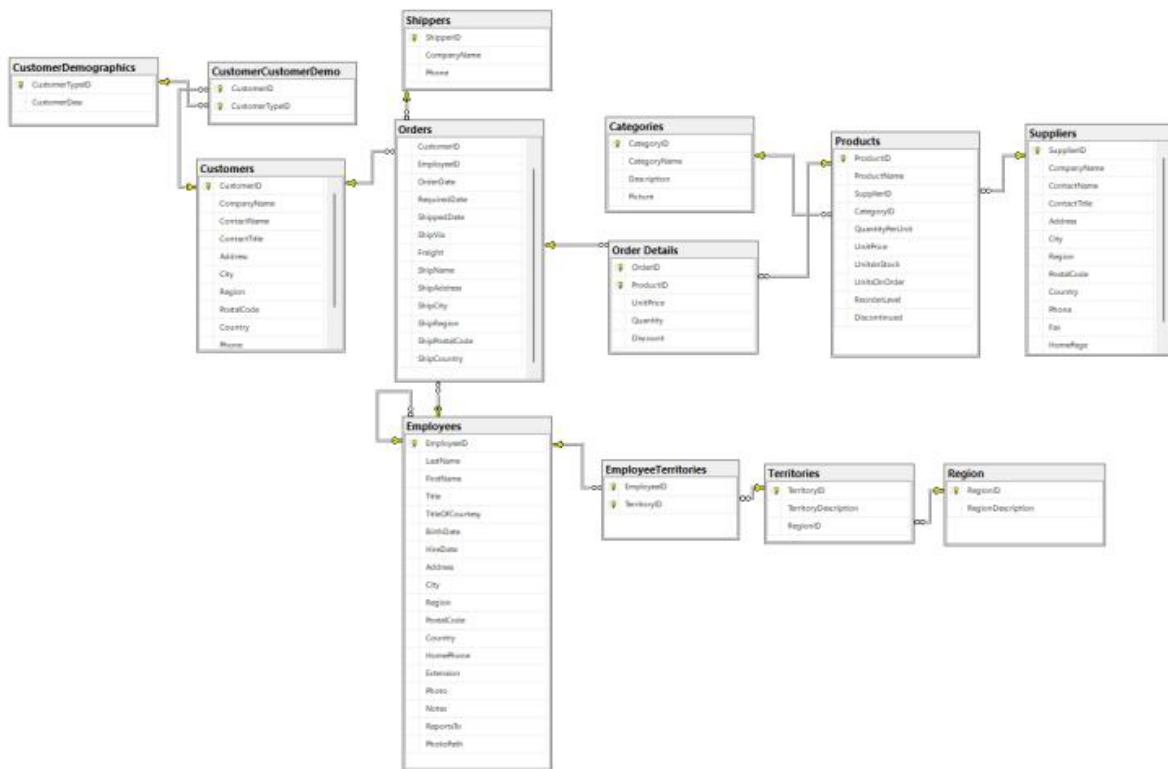 Shippers
ShipperID
CompanyName
Phone
CustomerDemographics
CustomerTypeID
CustomerDesc
CustomerCustomerDemo
CustomerID
CustomerTypeID
Orders
CustomerID
EmployeeID
OrderDate
RequiredDate
ShippedDate
ShipVia
Freight
ShipName
ShipAddress
ShipCity
ShipRegion
ShipPostalCode
ShipCountry
Customers
CustomerID
CompanyName
ContactName
ContactTitle
Address
City
Region
PostalCode
Country
Phone
Categories
CategoryID
CategoryName
Description
Picture
Order Details
OrderID
ProductID
UnitPrice
Quantity
Discount
Products
ProductID
ProductName
SupplierID
CategoryID
QuantityPerUnit
UnitPrice
UnitsInStock
UnitsOnOrder
ReorderLevel
Discontinued
Suppliers
SupplierID
CompanyName
ContactName
ContactTitle
Address
City
Region
PostalCode
Country
Phone
Fax
HomePage
Employees
EmployeeID
LastName
FirstName
Title
TitleOfCourtesy
BirthDate
HireDate
Address
City
Region
PostalCode
Country
HomePhone
Extension
Photo
Notes
ReportsTo
PhotoPath
EmployeeTerritories
EmployeeID
TerritoryID
Territories
TerritoryID
TerritoryDescription
RegionID
Region
RegionID
RegionDescription